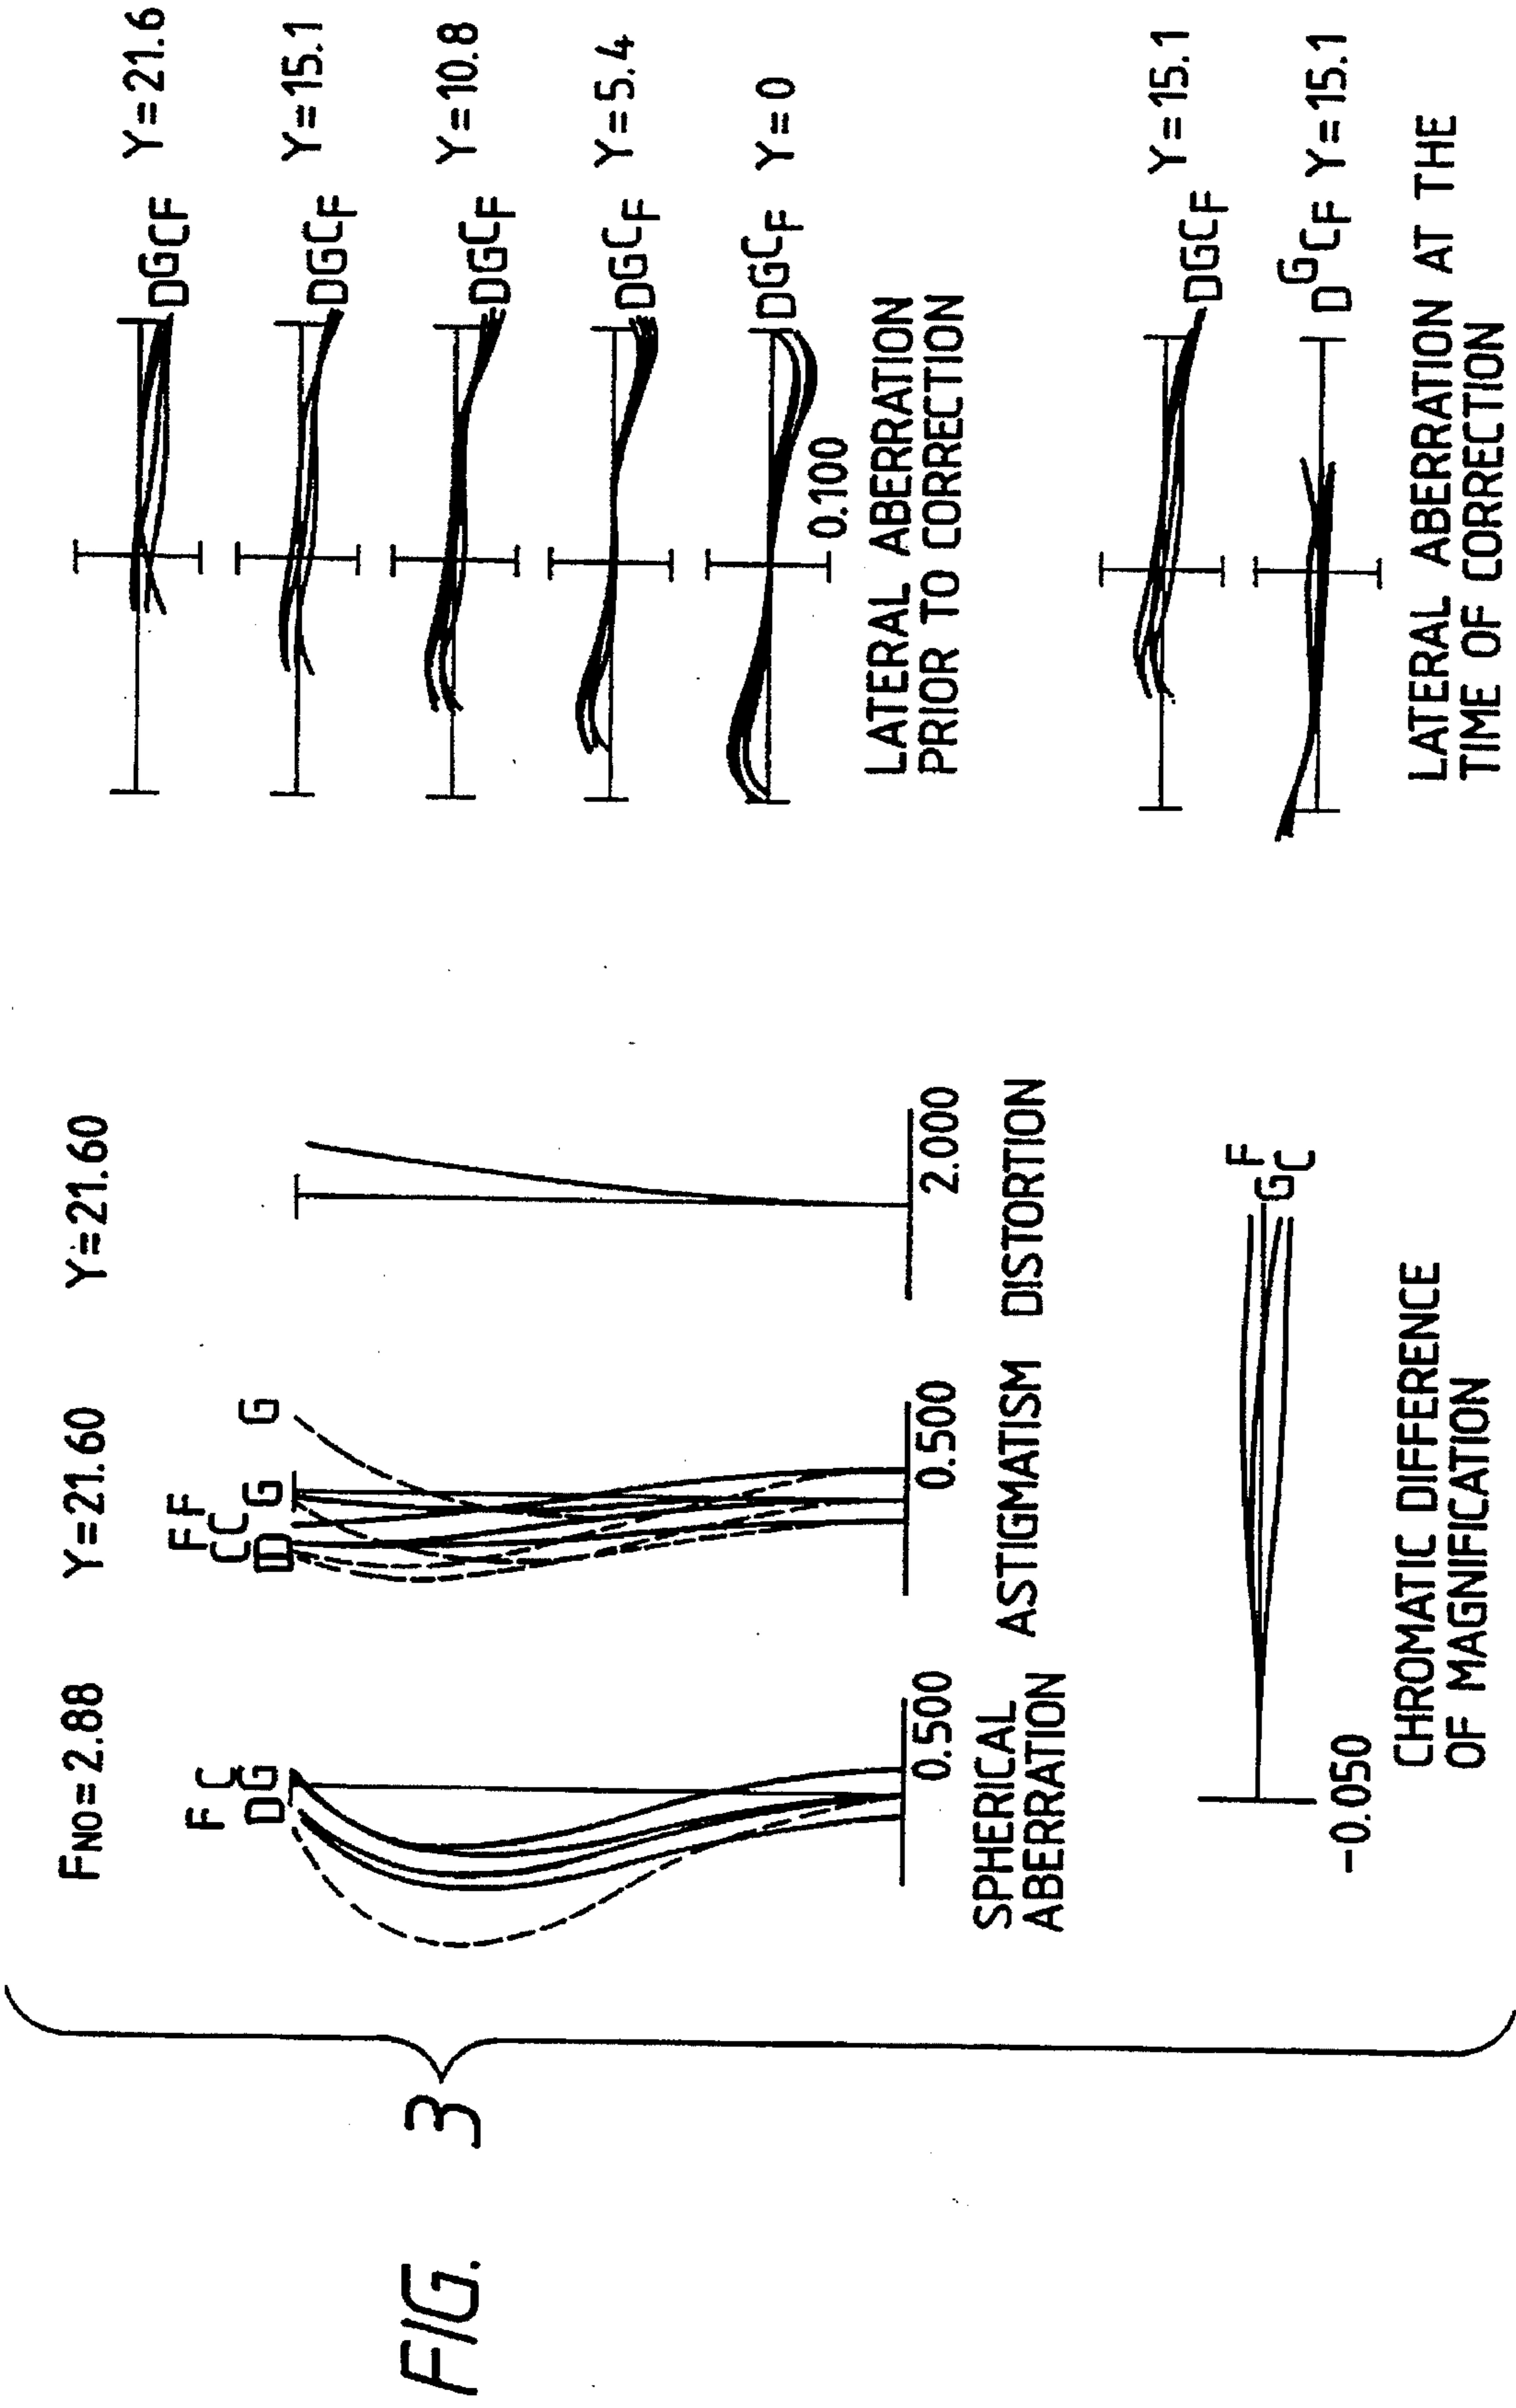 FIG. 3
FNO=2.88
F C
D G
0.500
SPHERICAL
ABERRATION
Y=21.60
F F
C C
D G G
0.500
ASTIGMATISM
Y=21.60
2.000
DISTORTION
-0.050
F
G
C
CHROMATIC DIFFERENCE
OF MAGNIFICATION
DGCF Y=21.6
DGCF Y=15.1
DGCF Y=10.8
DGCF Y=5.4
DGCF Y=0
0.100
LATERAL ABERRATION
PRIOR TO CORRECTION
DGCF Y=15.1
DGCF Y=15.1
LATERAL ABERRATION AT THE
TIME OF CORRECTION